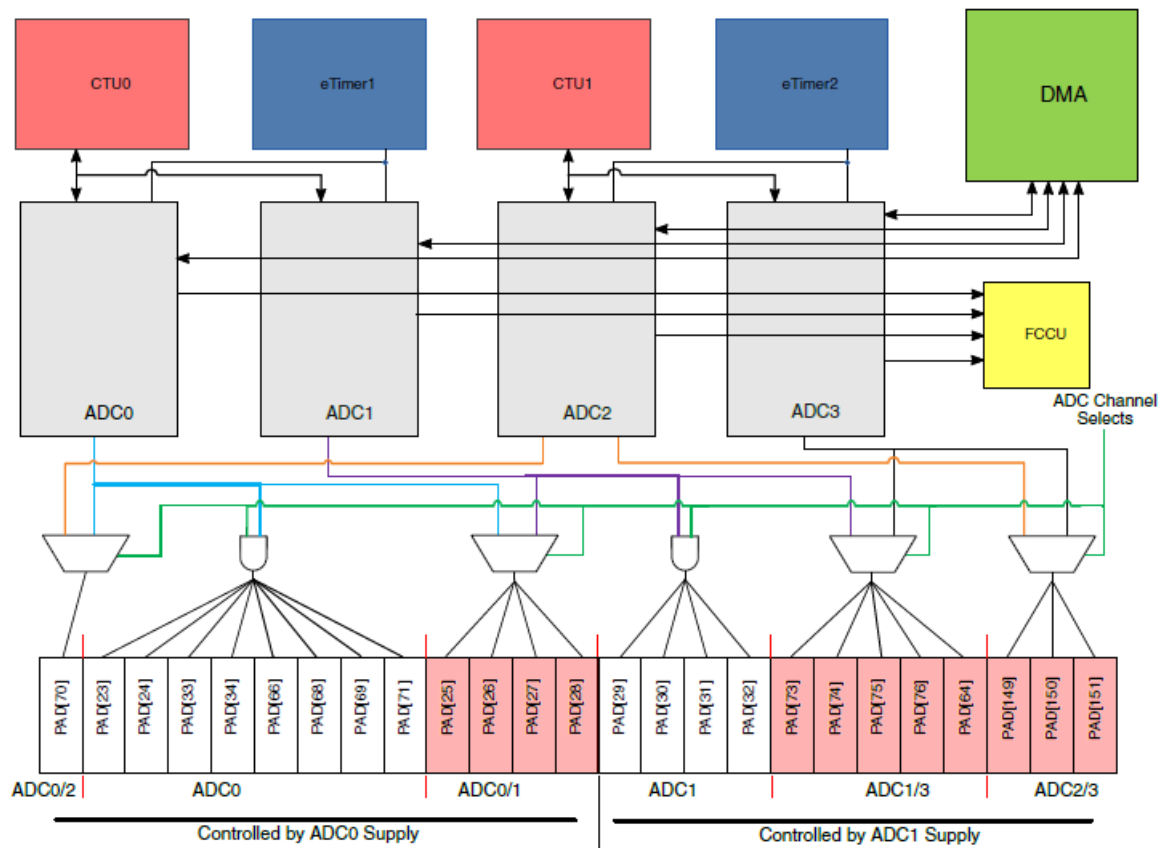 CTU0
eTimer1
CTU1
eTimer2
DMA
FCCU
ADC Channel
Selects
ADC0
ADC1
ADC2
ADC3
PAD[70]
PAD[23]
PAD[24]
PAD[33]
PAD[34]
PAD[66]
PAD[68]
PAD[69]
PAD[71]
PAD[25]
PAD[26]
PAD[27]
PAD[28]
PAD[29]
PAD[30]
PAD[31]
PAD[32]
PAD[73]
PAD[74]
PAD[75]
PAD[76]
PAD[64]
PAD[149]
PAD[150]
PAD[151]
ADC0/2
ADC0
ADC0/1
ADC1
ADC1/3
ADC2/3
Controlled by ADC0 Supply
Controlled by ADC1 Supply